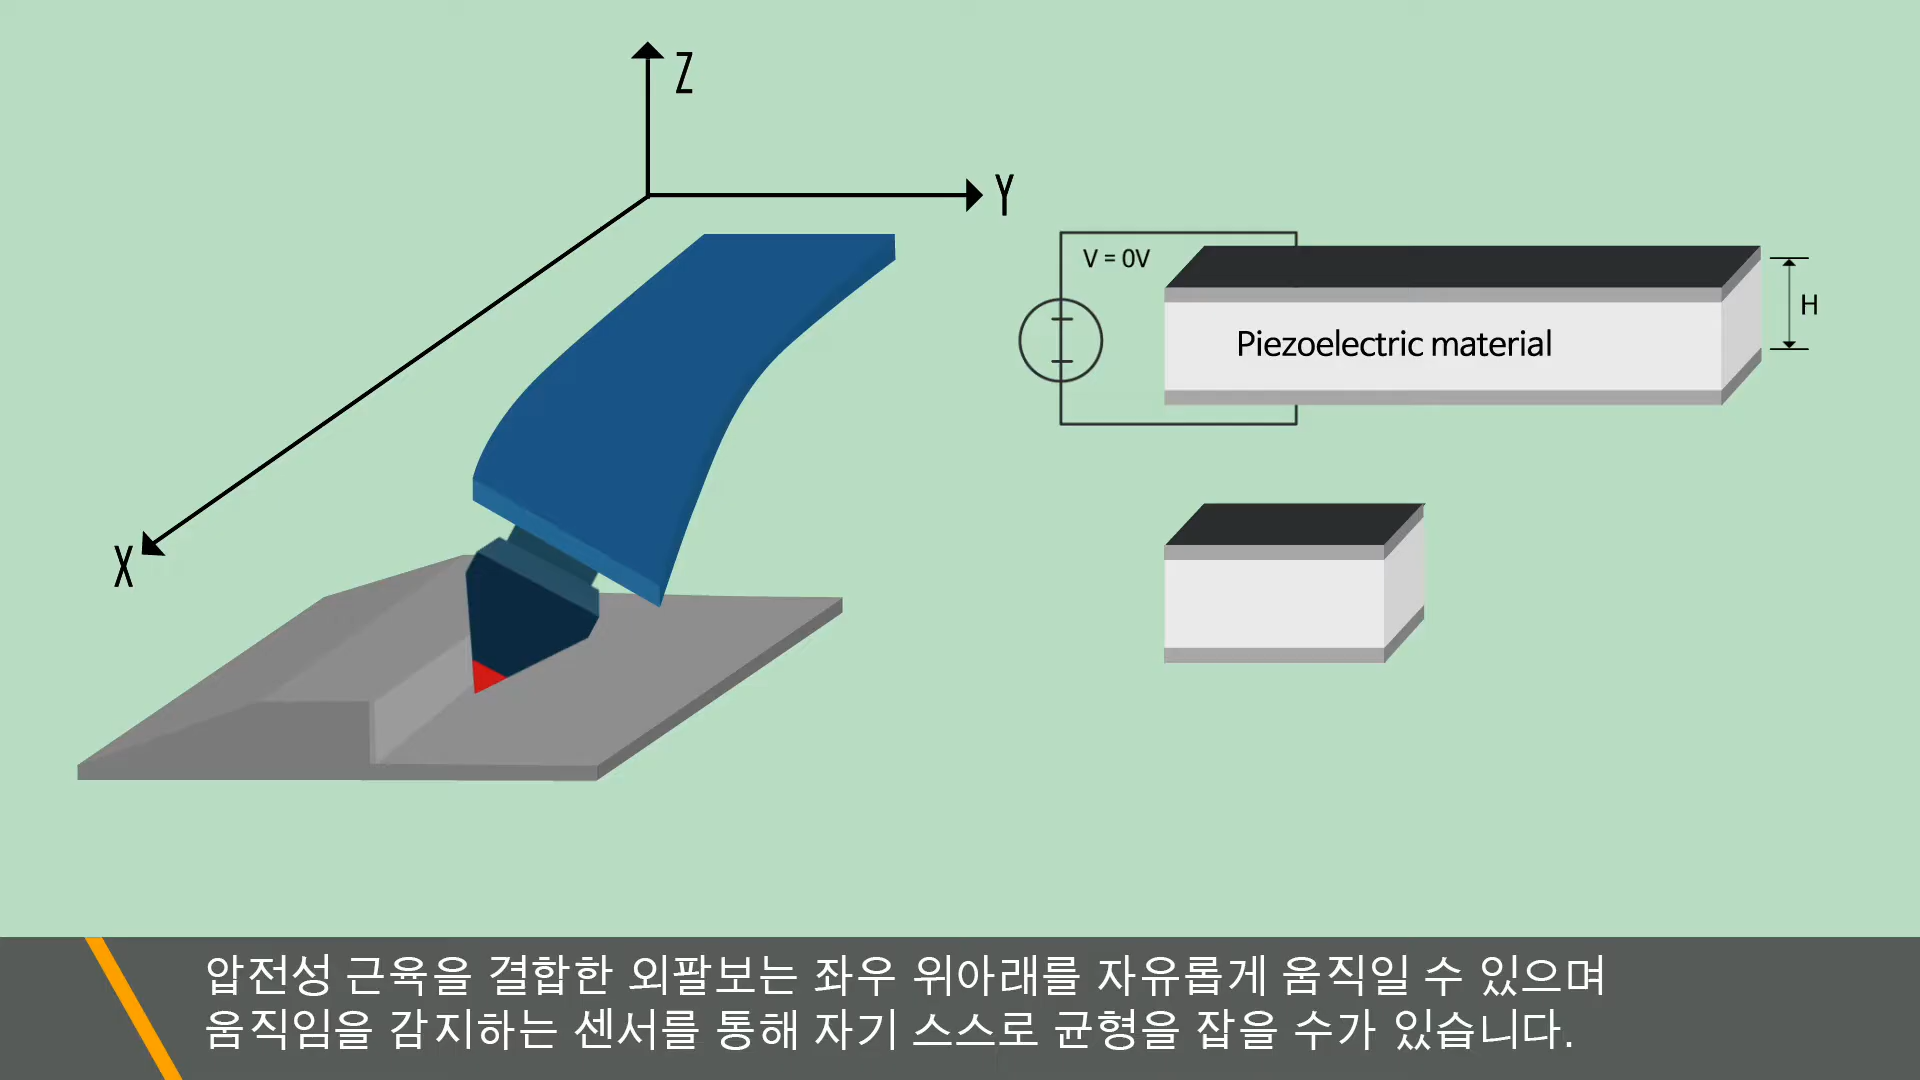 Z
Y
X
V = 0V
Piezoelectric material
H
압전성 근육을 결합한 외팔보는 좌우 위아래를 자유롭게 움직일 수 있으며
움직임을 감지하는 센서를 통해 자기 스스로 균형을 잡을 수가 있습니다.